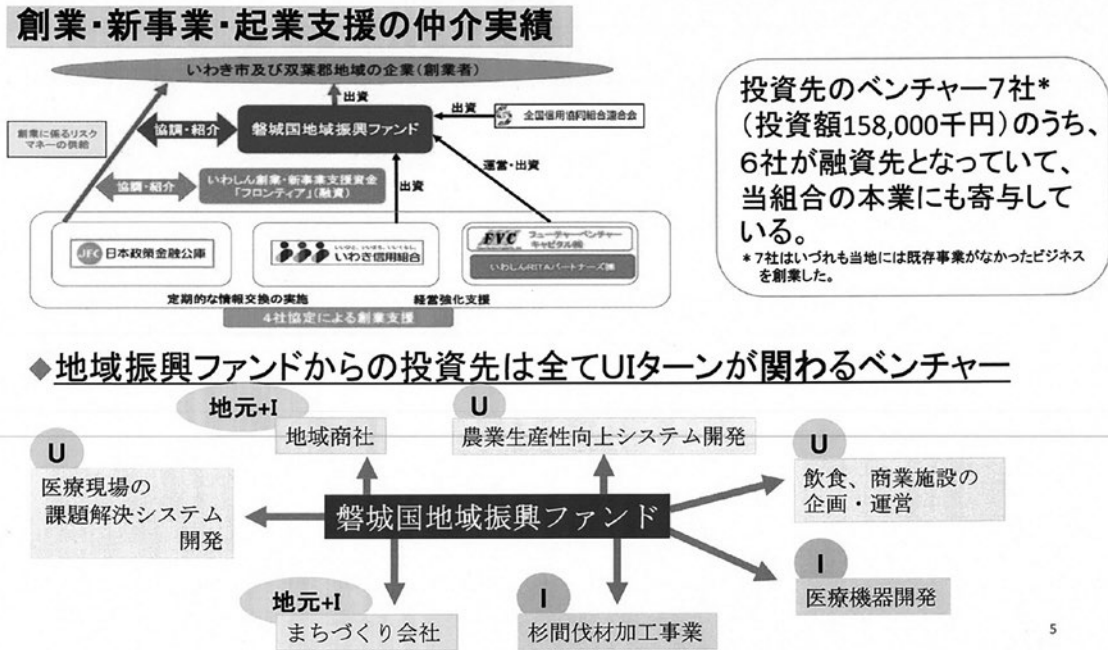 創業・新事業・起業支援の仲介実績
いわき市及び双葉郡地域の企業(創業者)
出資
出資
全国信用協同組合連合会
創業に係るリスク
マネーの供給
協調・紹介
磐城国地域振興ファンド
運営・出資
協調・紹介
いわしん創業・新事業支援資金
「フロンティア」(融資)
出資
JFC 日本政策金融公庫
いわき信用組合
FVC フューチャーベンチャー
キャピタル㈱
いわしんRITAパートナーズ㈱
定期的な情報交換の実施
経営強化支援
4社協定による創業支援
投資先のベンチャー7社*
(投資額158,000千円)のうち、
6社が融資先となっていて、
当組合の本業にも寄与して
いる。
*7社はいづれも当地には既存事業がなかったビジネス
を創業した。
◆地域振興ファンドからの投資先は全てUIターンが関わるベンチャー
地元+I
地域商社
U
農業生産性向上システム開発
U
医療現場の
課題解決システム
開発
U
飲食、商業施設の
企画・運営
磐城国地域振興ファンド
I
医療機器開発
地元+I
まちづくり会社
I
杉間伐材加工事業
5